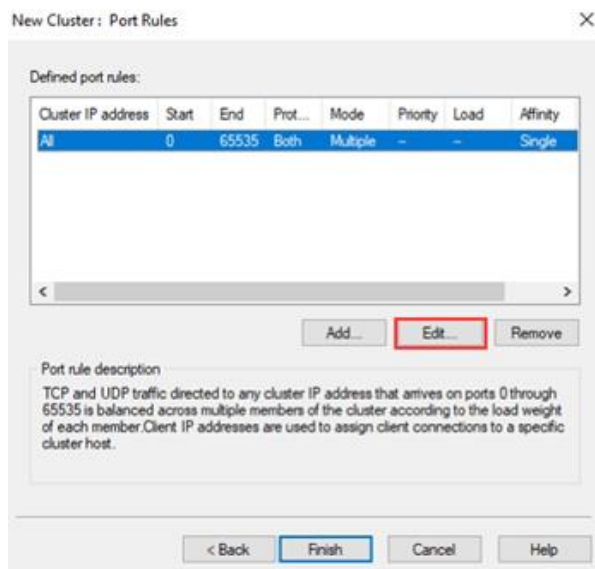 New Cluster: Port Rules
Defined port rules:
Cluster IP address Start End Prot... Mode Priority Load Affinity
All 0 65535 Both Multiple -- -- Single
Add... Edit... Remove
Port rule description
TCP and UDP traffic directed to any cluster IP address that arrives on ports 0 through
65535 is balanced across multiple members of the cluster according to the load weight
of each member.Client IP addresses are used to assign client connections to a specific
cluster host.
< Back Finish Cancel Help